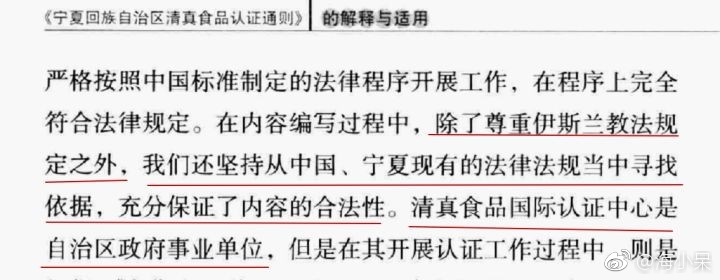 《宁夏回族自治区清真食品认证通则》 的解释与适用
严格按照中国标准制定的法律程序开展工作，在程序上完全
符合法律规定。在内容编写过程中，除了尊重伊斯兰教法规
定之外，我们还坚持从中国、宁夏现有的法律法规当中寻找
依据，充分保证了内容的合法性。清真食品国际认证中心是
自治区政府事业单位，但是在其开展认证工作过程中，则是